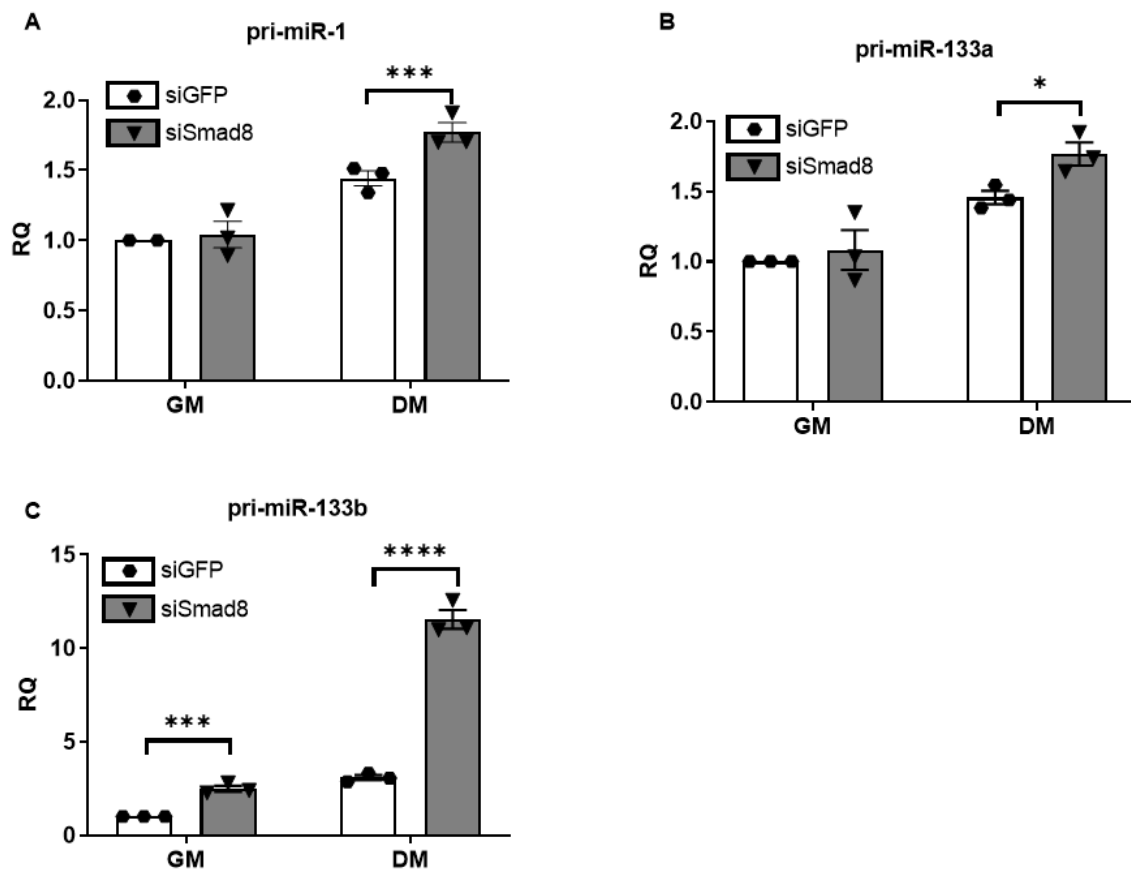 A
pri-miR-1
siGFP
siSmad8
***
2.0
1.5
1.0
0.5
0.0
RQ
GM DM
B
pri-miR-133a
siGFP
siSmad8
*
2.0
1.5
1.0
0.5
0.0
RQ
GM DM
C
pri-miR-133b
siGFP
siSmad8
***
****
15
10
5
0
RQ
GM DM